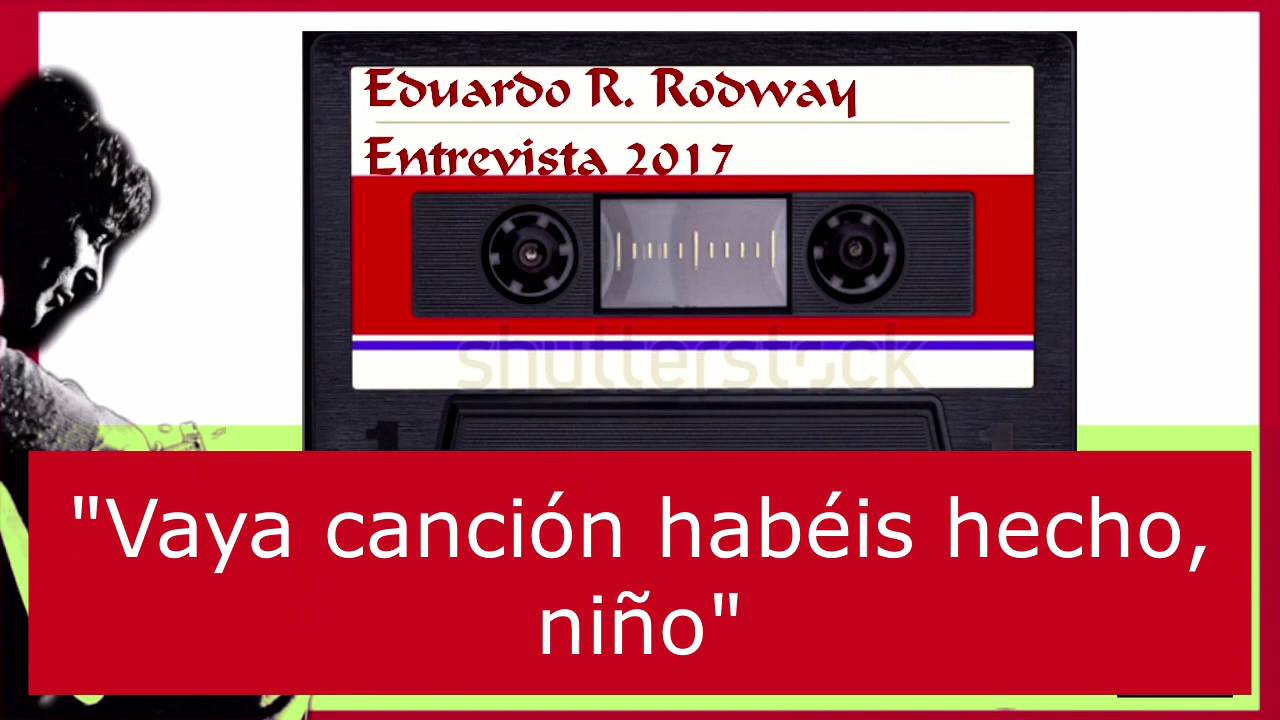 Eduardo R. Rodway
Entrevista 2017
shutterstock
"Vaya canción habéis hecho,
niño"